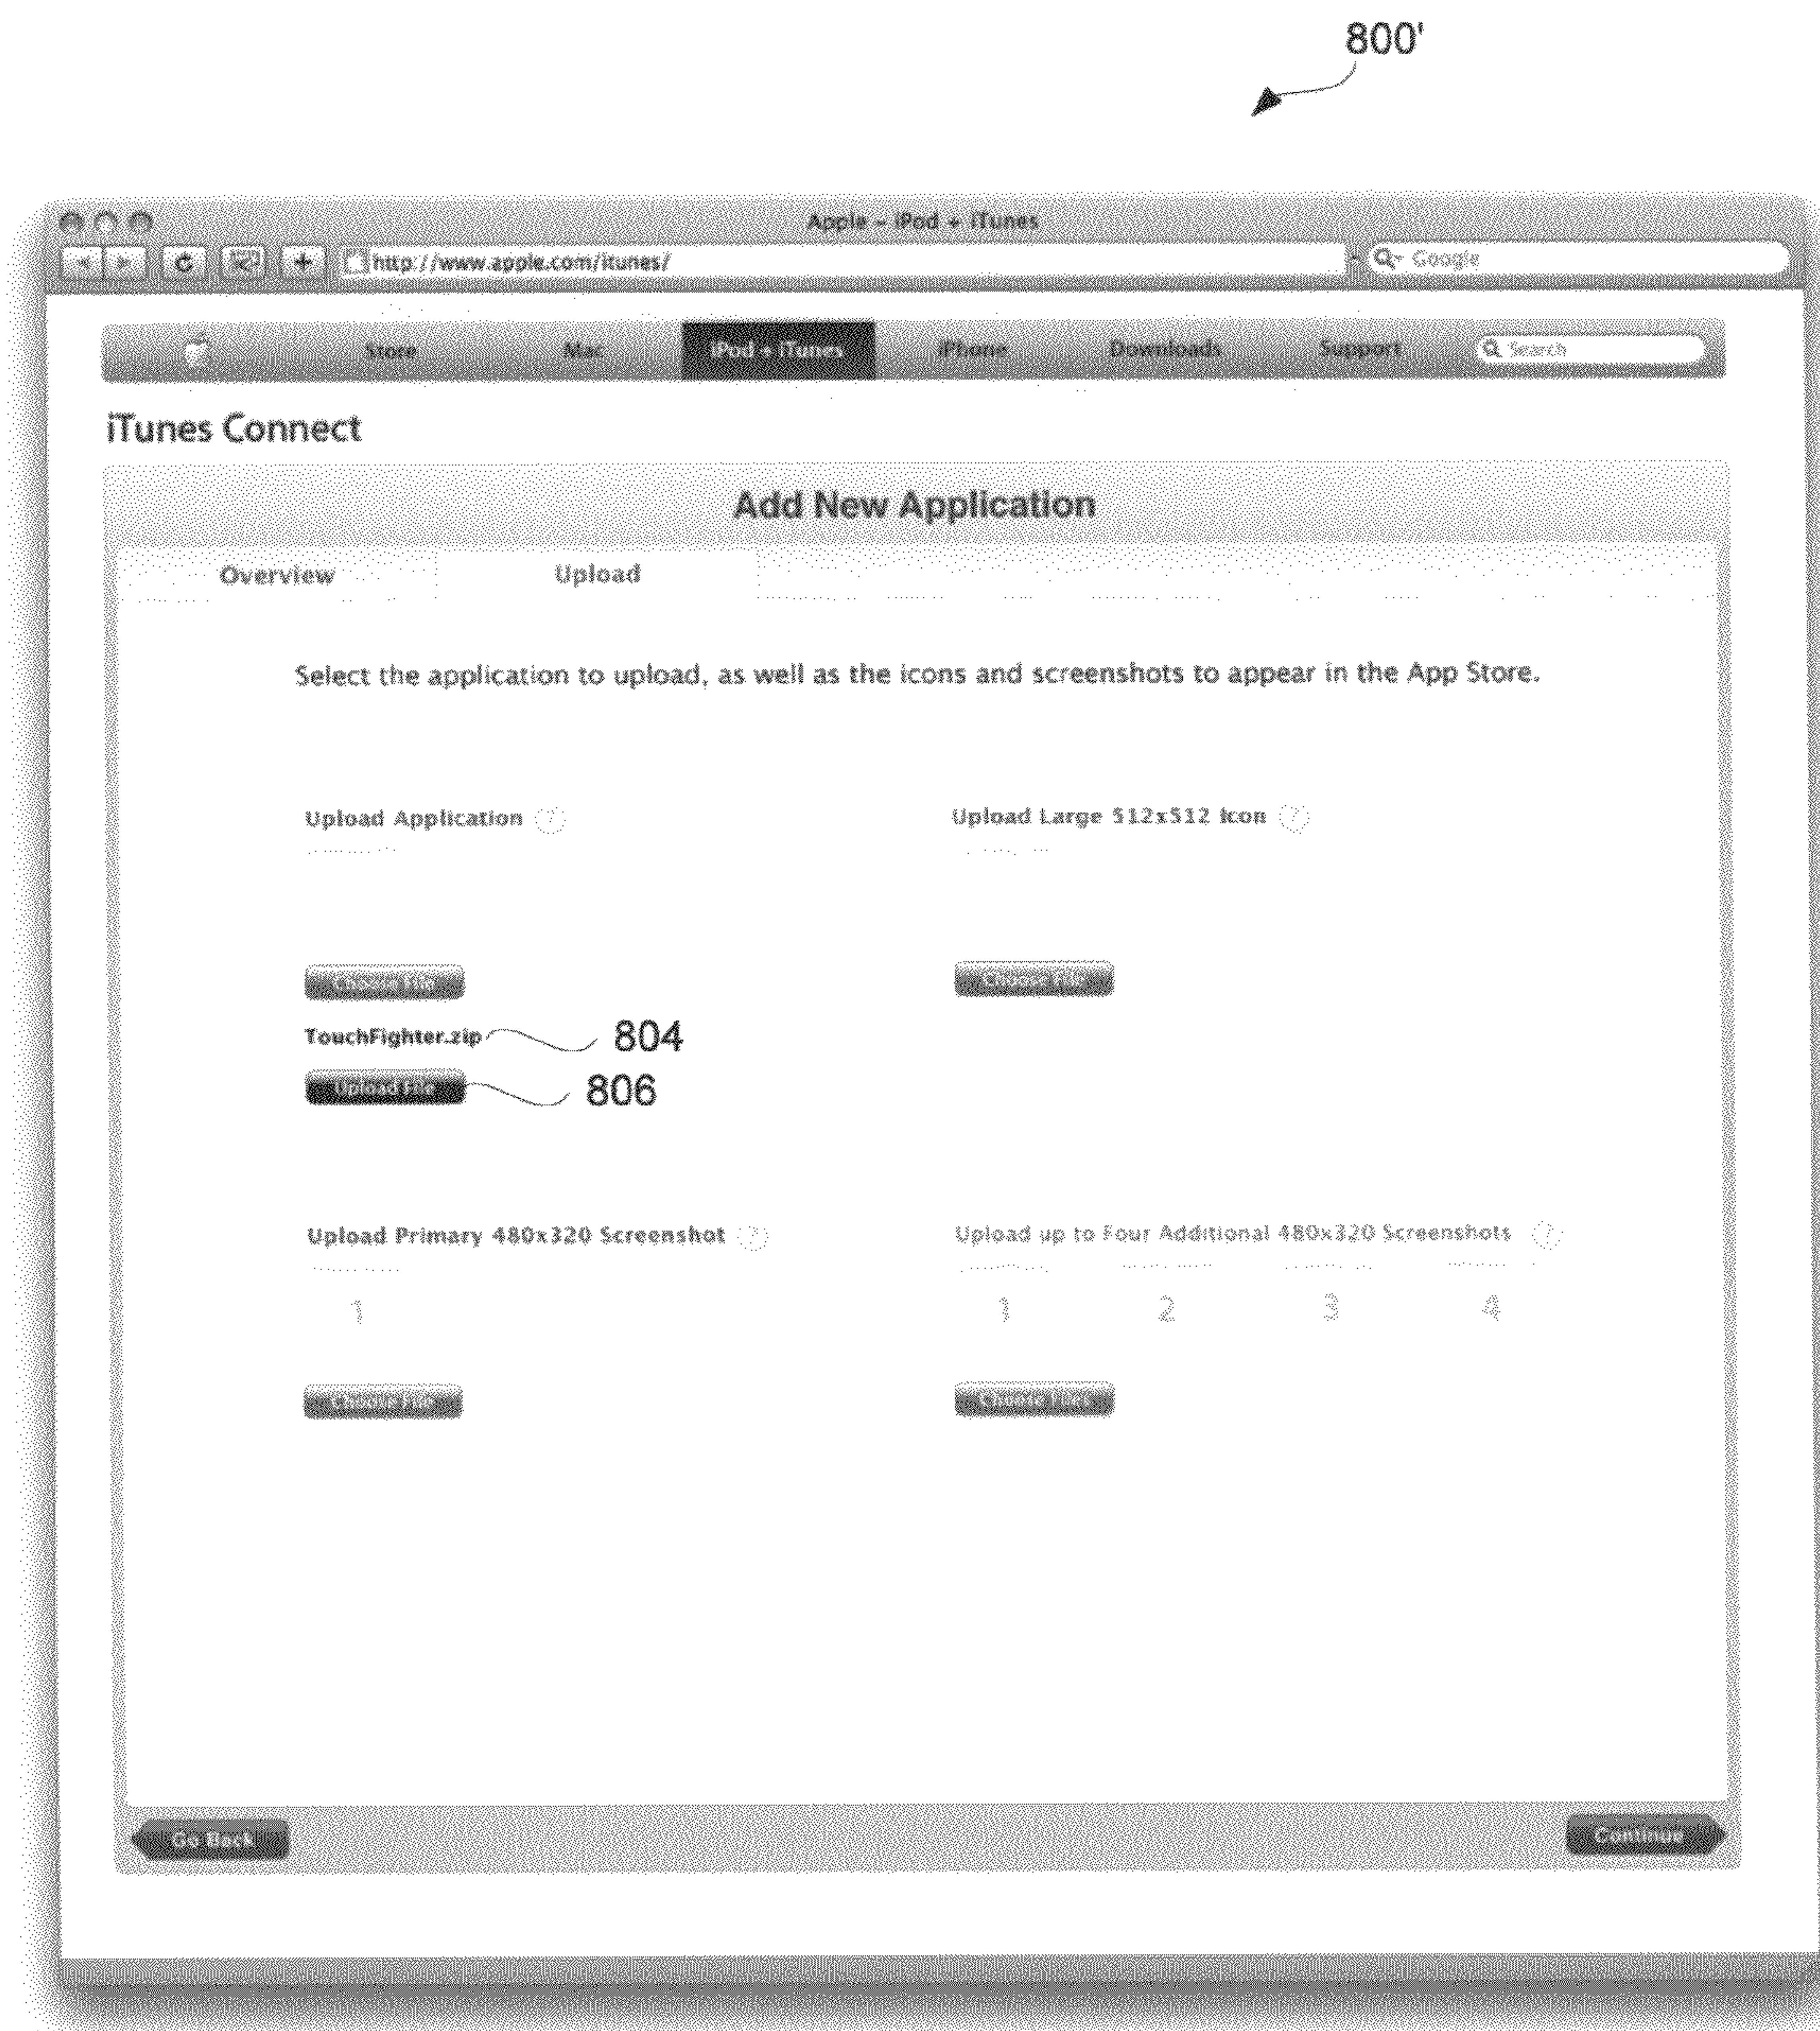 800'
Apple - iPod + iTunes
http://www.apple.com/itunes/
Google
Store Mac iPod + iTunes iPhone Downloads Support Search
iTunes Connect
Add New Application
Overview Upload
Select the application to upload, as well as the icons and screenshots to appear in the App Store.
Upload Application ? Upload Large 512x512 Icon ?
Choose File Choose File
TouchFighter.zip 804
Upload File 806
Upload Primary 480x320 Screenshot ? Upload up to Four Additional 480x320 Screenshots ?
1 1 2 3 4
Choose File Choose Files
Go Back Continue